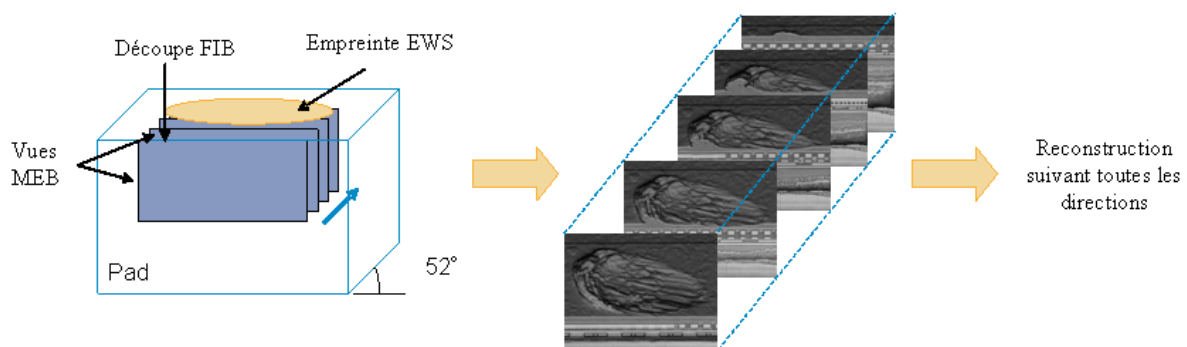 Découpe FIB
Empreinte EWS
Vues
MEB
Pad
52°
Reconstruction
suivant toutes les
directions